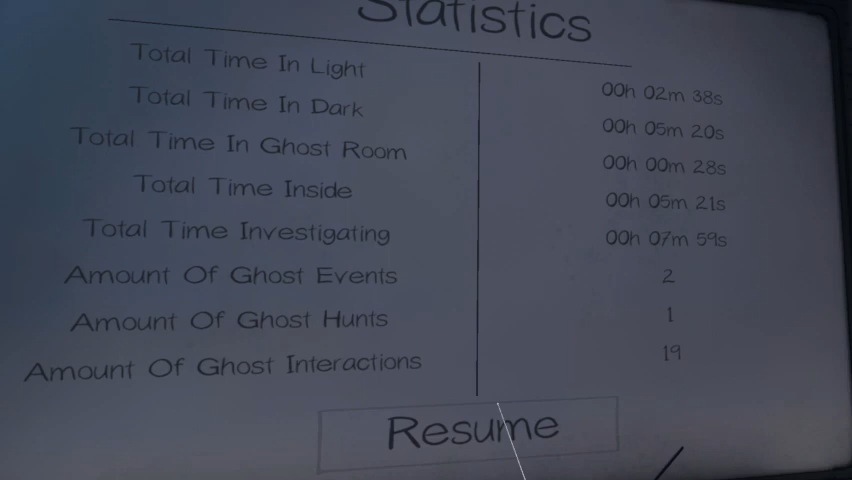 Statistics
Total Time In Light 00h 02m 38s
Total Time In Dark 00h 05m 20s
Total Time In Ghost Room 00h 00m 28s
Total Time Inside 00h 05m 21s
Total Time Investigating 00h 07m 59s
Amount Of Ghost Events 2
Amount Of Ghost Hunts 1
Amount Of Ghost Interactions 19
Resume